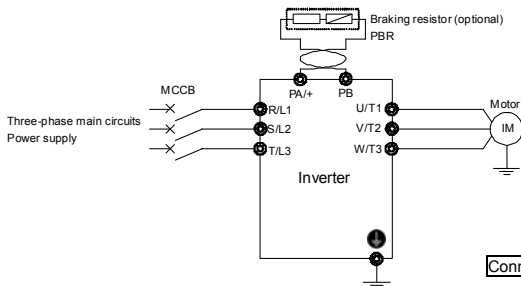 Braking resistor (optional)
PBR
MCCB
PA/+
PB
R/L1
U/T1
Motor
Three-phase main circuits
S/L2
V/T2
IM
Power supply
T/L3
W/T3
Inverter
Conn